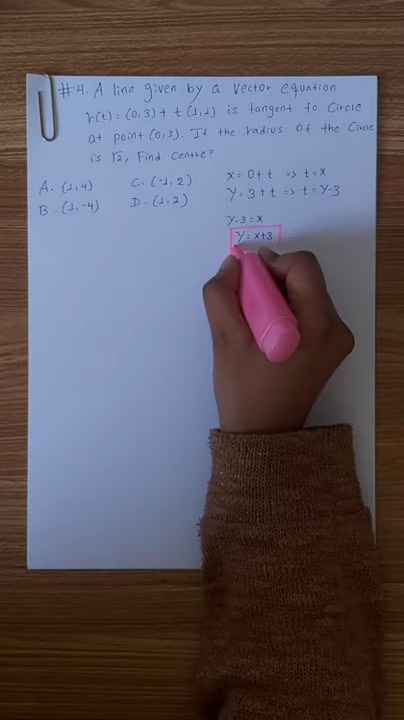 #4. A line given by a vector equation
r(t) = (0,3) + t(1,1) is tangent to Circle
at point (0,3). If the radius of the Circle
is √2, Find Centre?
A. (1,4) C. (-1,2)
B. (1,-4) D. (1,2)
x = 0+t ⇒ t = x
y = 3+t ⇒ t = y-3
y-3 = x
y = x+3